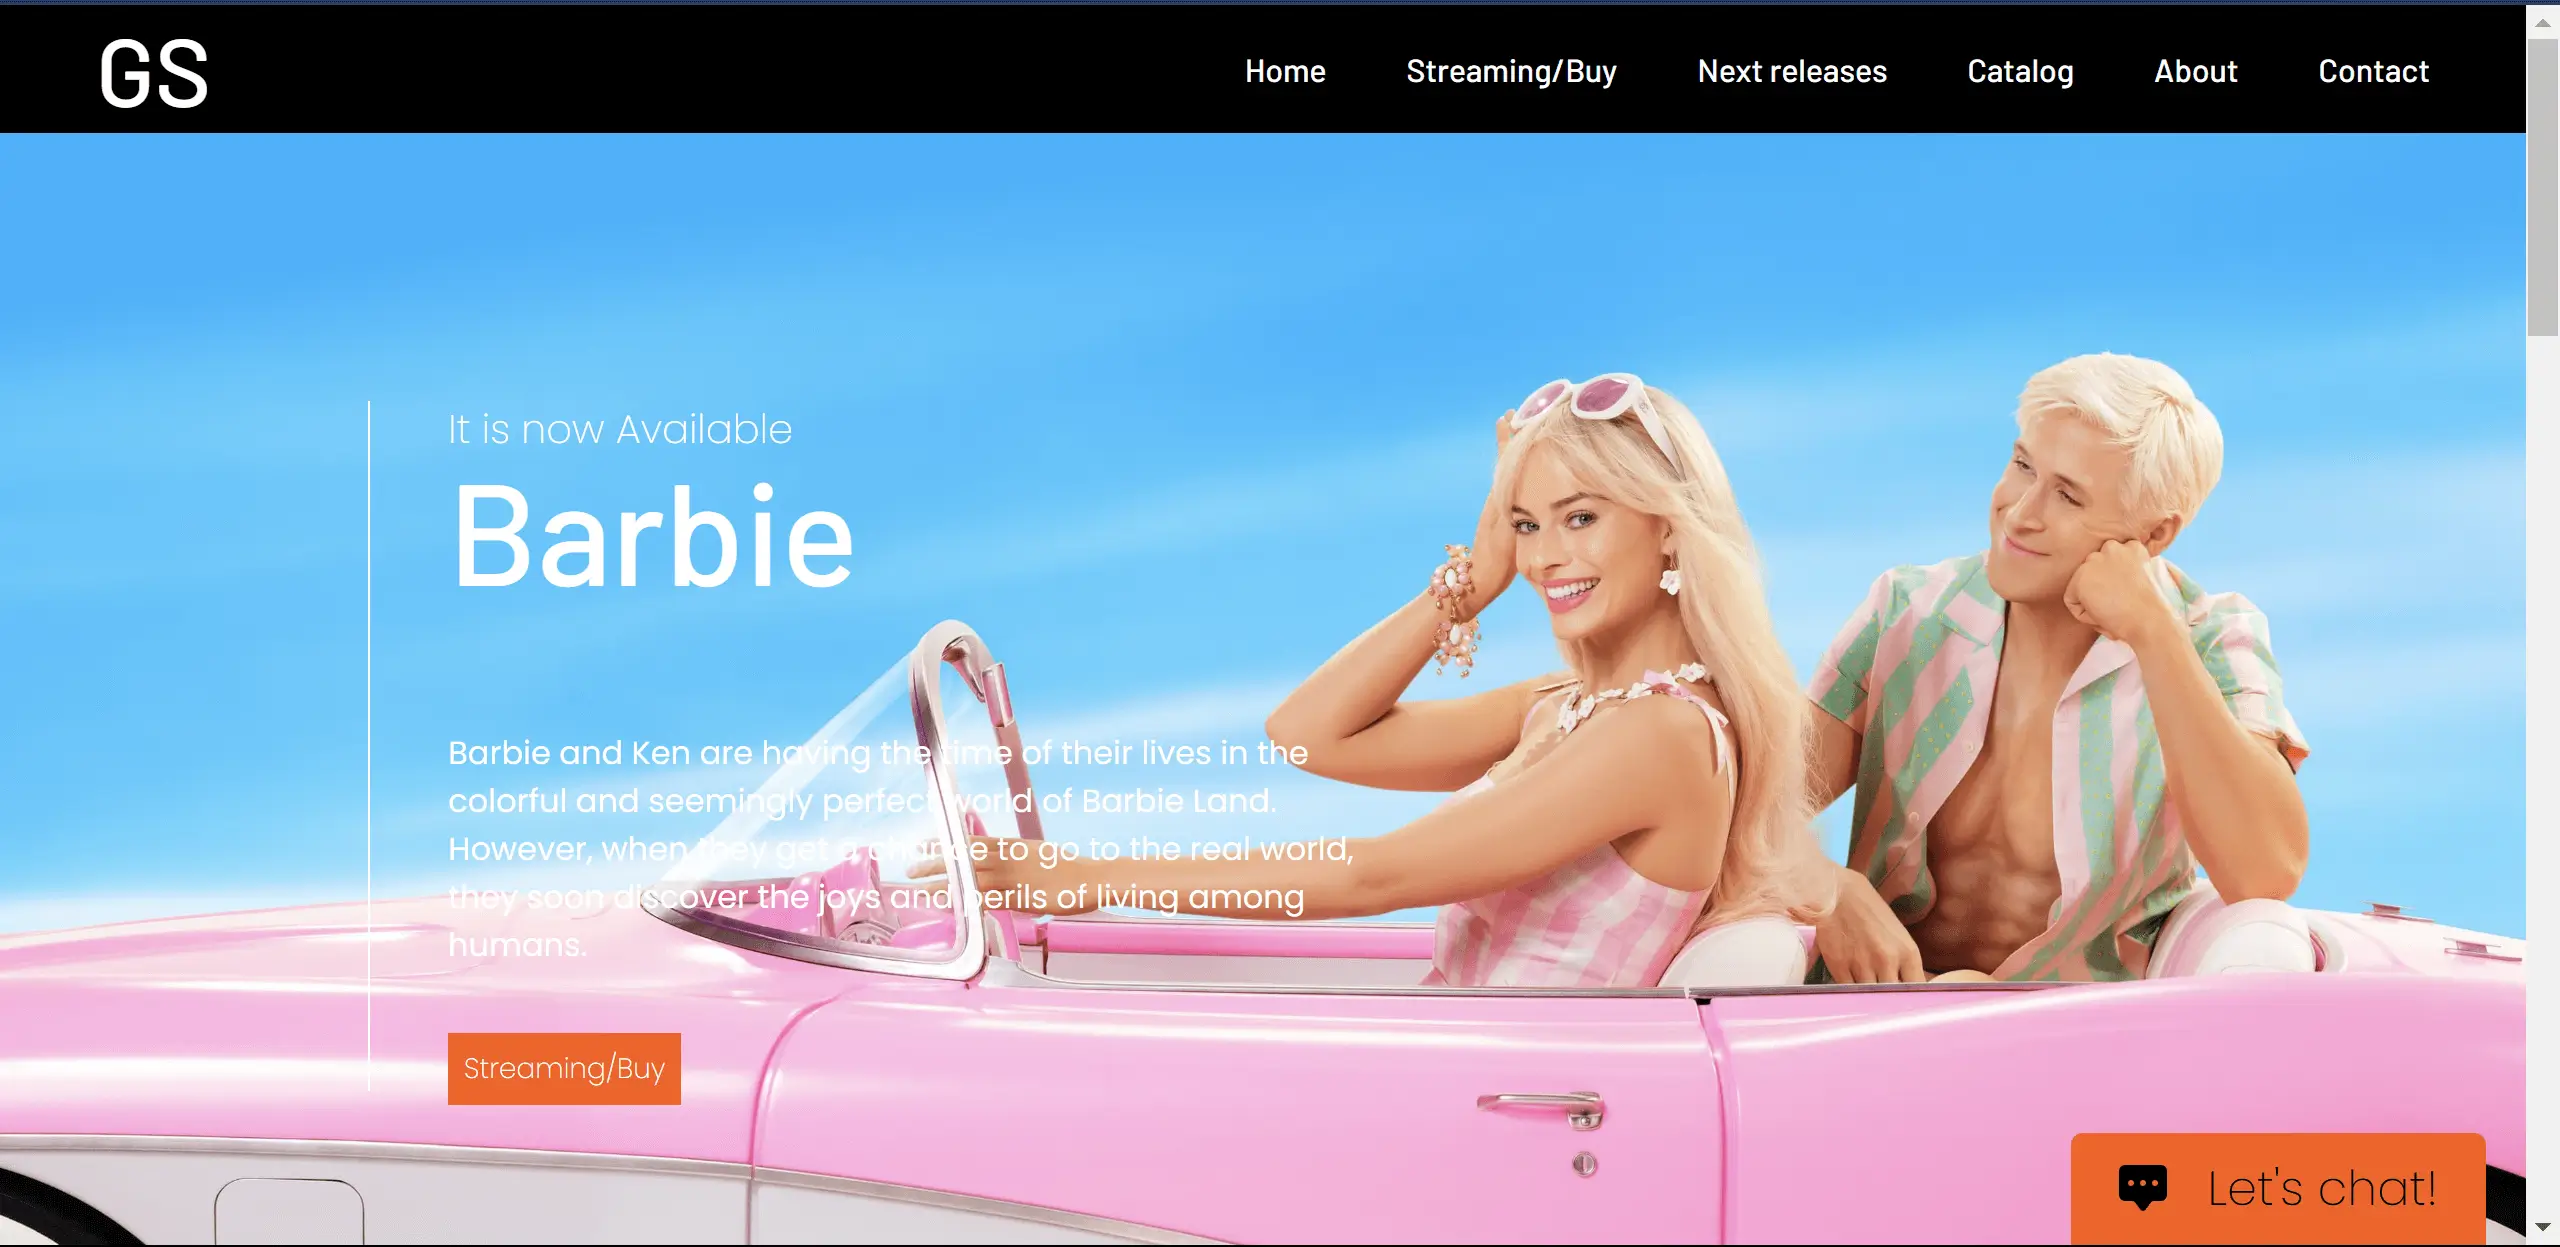 GS
Home
Streaming/Buy
Next releases
Catalog
About
Contact
It is now Available
Barbie
Barbie and Ken are having the time of their lives in the
colorful and seemingly perfect world of Barbie Land.
However, when they get a chance to go to the real world,
they soon discover the joys and perils of living among
humans.
Streaming/Buy
Let's chat!